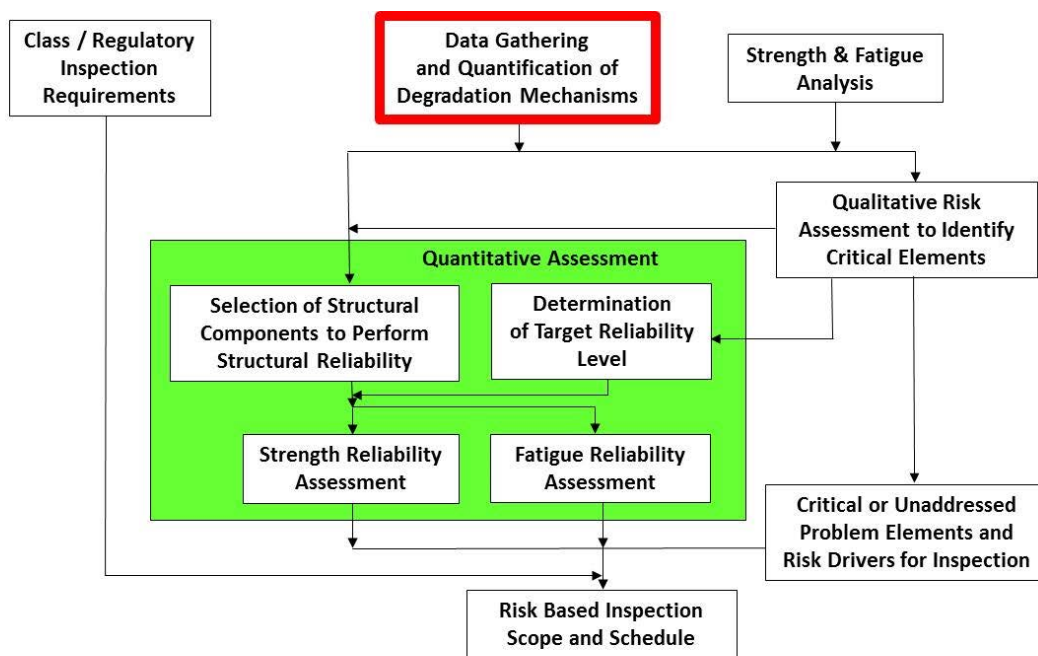 Class / Regulatory
Inspection
Requirements
Data Gathering
and Quantification of
Degradation Mechanisms
Strength & Fatigue
Analysis
Qualitative Risk
Assessment to Identify
Critical Elements
Quantitative Assessment
Selection of Structural
Components to Perform
Structural Reliability
Determination
of Target Reliability
Level
Strength Reliability
Assessment
Fatigue Reliability
Assessment
Critical or Unaddressed
Problem Elements and
Risk Drivers for Inspection
Risk Based Inspection
Scope and Schedule